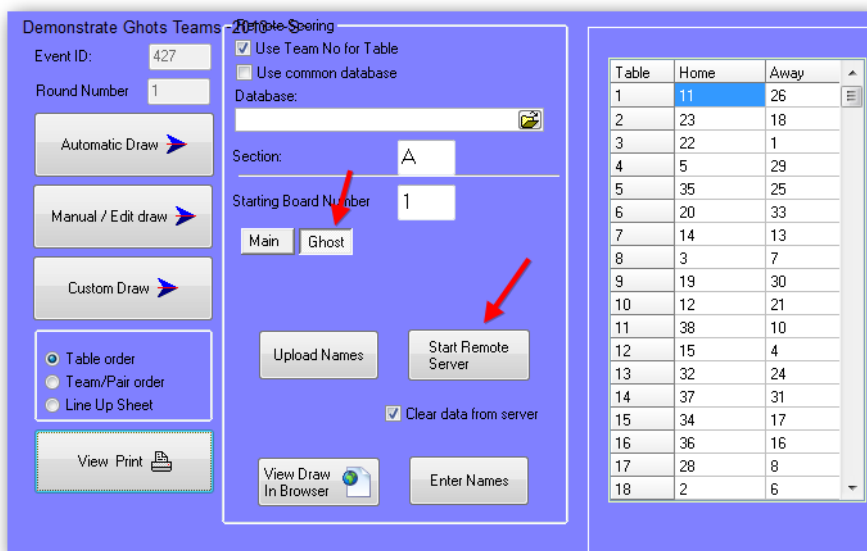 Demonstrate Ghots Teams -2013 - S-
Remote Scoring
Event ID: 427
Round Number 1
Automatic Draw
Manual / Edit draw
Custom Draw
Table order
Team/Pair order
Line Up Sheet
View Print
Use Team No for Table
Use common database
Database:
Section: A
Starting Board Number 1
Main Ghost
Upload Names Start Remote
Server
Clear data from server
View Draw
In Browser
Enter Names
Table Home Away
1 11 26
2 23 18
3 22 1
4 5 29
5 35 25
6 20 33
7 14 13
8 3 7
9 19 30
10 12 21
11 38 10
12 15 4
13 32 24
14 37 31
15 34 17
16 36 16
17 28 8
18 2 6